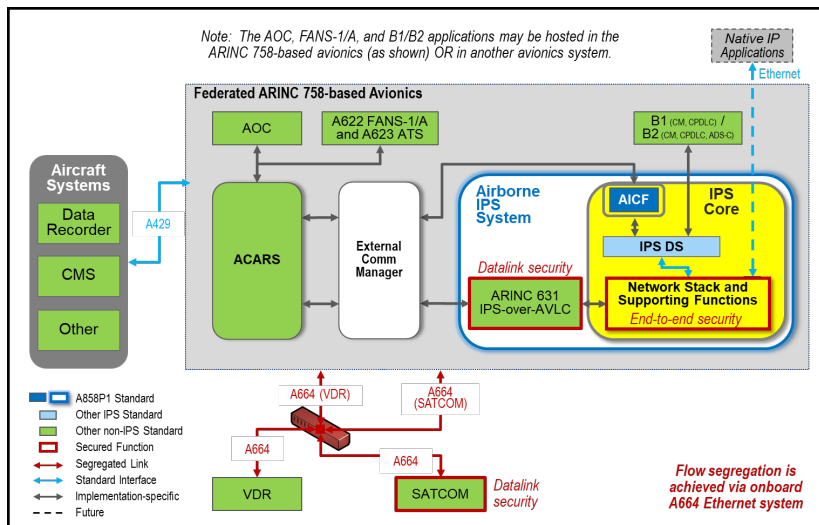 Note: The AOC, FANS-1/A, and B1/B2 applications may be hosted in the
ARINC 758-based avionics (as shown) OR in another avionics system.
Native IP
Applications
Ethernet
Federated ARINC 758-based Avionics
AOC
A622 FANS-1/A
and A623 ATS
B1 (CM, CPDLC) /
B2 (CM, CPDLC, ADS-C)
Aircraft
Systems
Data
Recorder
CMS
Other
A429
ACARS
External
Comm
Manager
Airborne
IPS
System
AICF
IPS
Core
IPS DS
Datalink security
ARINC 631
IPS-over-AVLC
Network Stack and
Supporting Functions
End-to-end security
A858P1 Standard
Other IPS Standard
Other non-IPS Standard
Secured Function
Segregated Link
Standard Interface
Implementation-specific
Future
A664 (VDR)
A664
(SATCOM)
A664
A664
VDR
SATCOM
Datalink
security
Flow segregation is
achieved via onboard
A664 Ethernet system